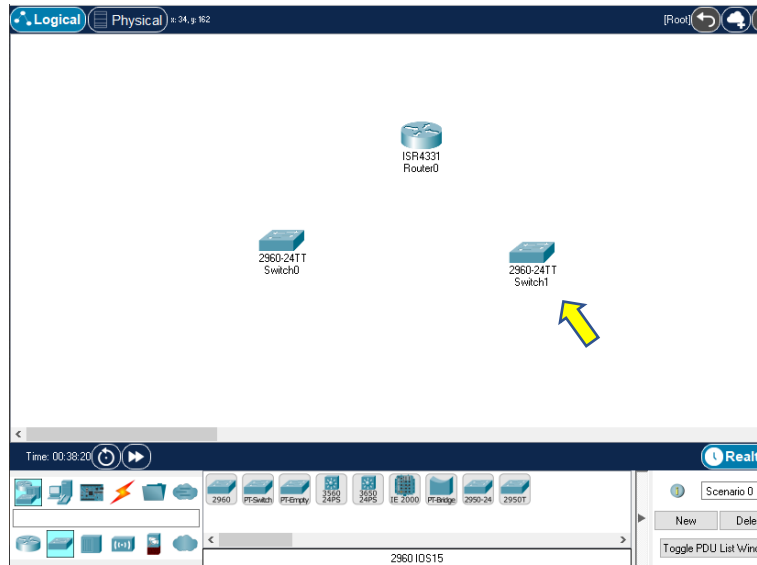 Logical
Physical
x: 34, y: 162
[Root]
ISR4331
Router0
2960-24TT
Switch0
2960-24TT
Switch1
Time: 00:38:20
Realt
2960
PT-Switch
PT-Empty
3560
24PS
3650
24PS
IE 2000
PT-Bridge
2950-24
2950T
Scenario 0
New
Dele
Toggle PDU List Wind
2960 IOS15